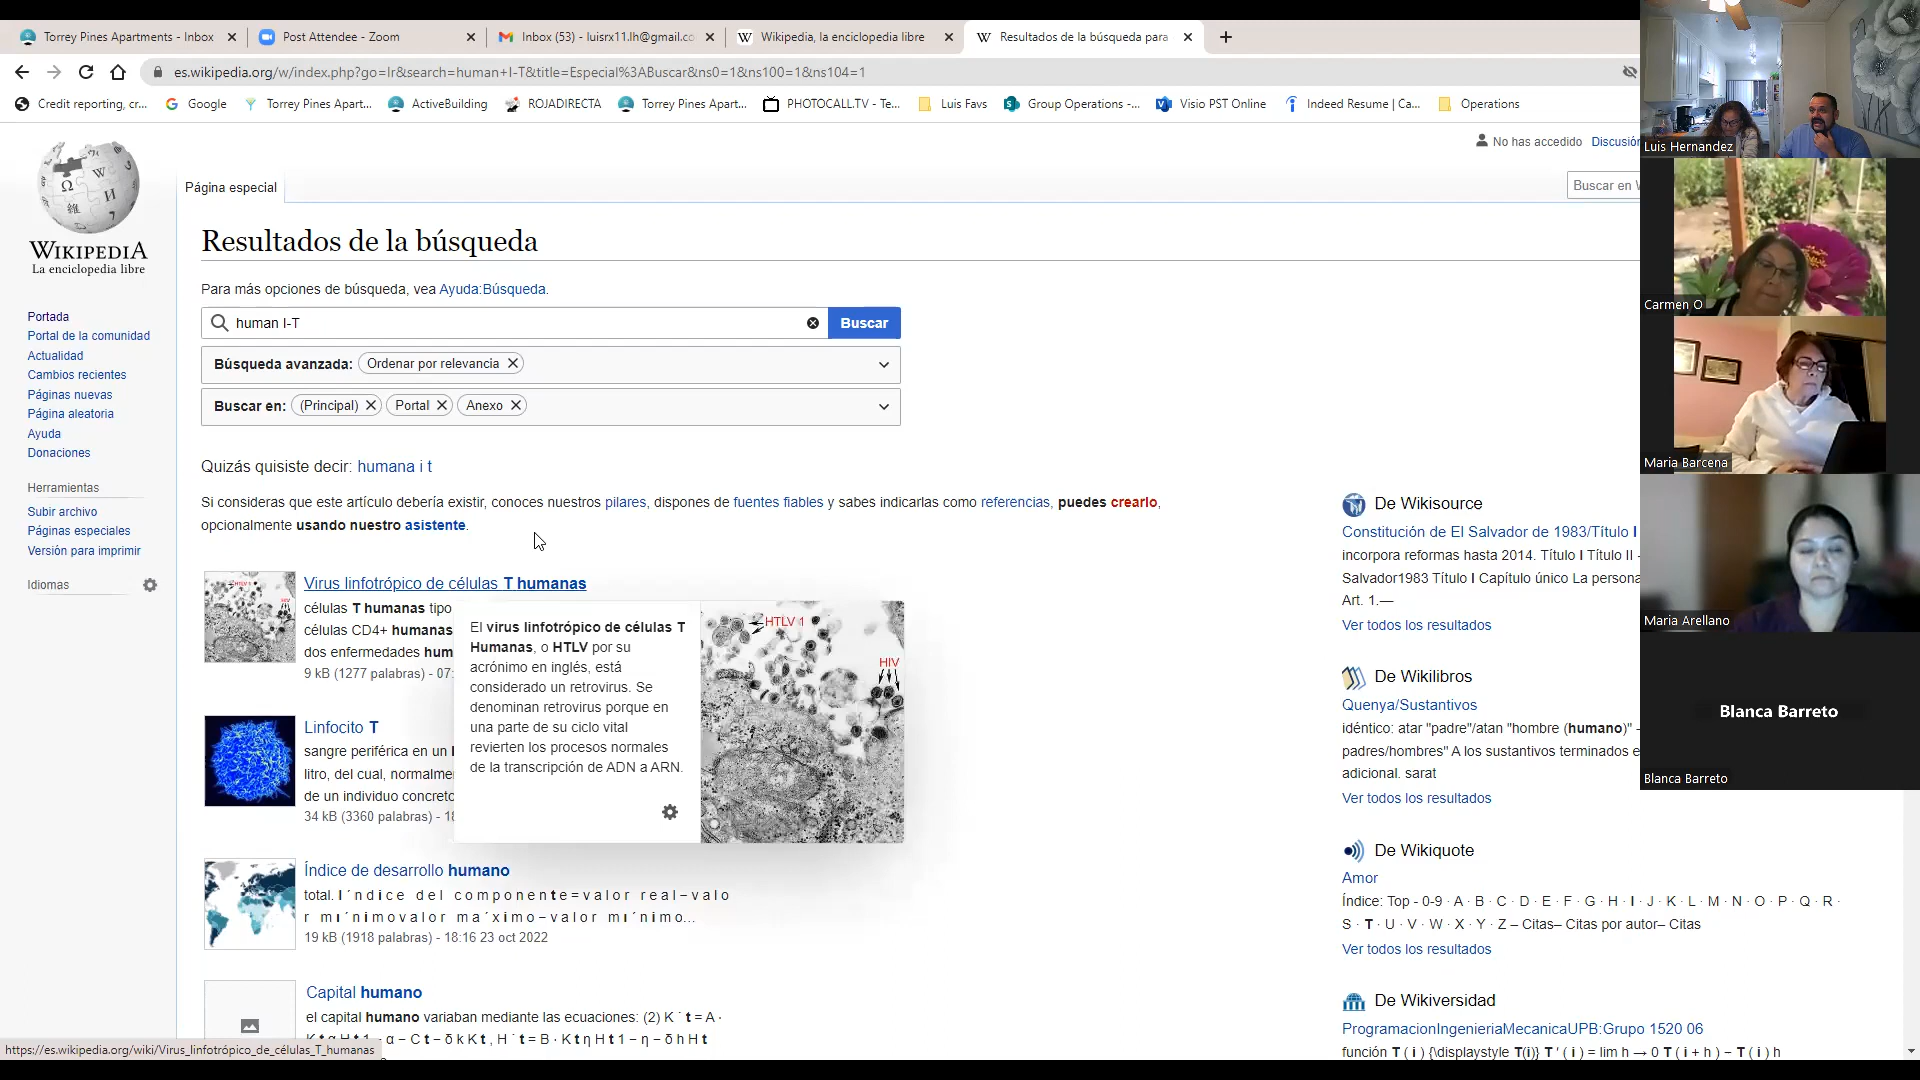 Torrey Pines Apartments - Inbox
Post Attendee - Zoom
Inbox (53) - luisrx11.lh@gmail.co
Wikipedia, la enciclopedia libre
Resultados de la búsqueda para
es.wikipedia.org/w/index.php?go=Ir&search=human+I-T&title=Especial%3ABuscar&ns0=1&ns100=1&ns104=1
Credit reporting, cr...
Google
Torrey Pines Apart...
ActiveBuilding
ROJADIRECTA
Torrey Pines Apart...
PHOTOCALL.TV - Te...
Luis Favs
Group Operations -...
Visio PST Online
Indeed Resume | Ca...
Operations
No has accedido
Discusión
WIKIPEDIA
La enciclopedia libre
Página especial
Buscar en W
Portada
Portal de la comunidad
Actualidad
Cambios recientes
Páginas nuevas
Página aleatoria
Ayuda
Donaciones
Herramientas
Subir archivo
Páginas especiales
Versión para imprimir
Idiomas
Resultados de la búsqueda
Para más opciones de búsqueda, vea Ayuda:Búsqueda.
human I-T
Buscar
Búsqueda avanzada: Ordenar por relevancia
Buscar en: (Principal) Portal Anexo
Quizás quisiste decir: humana i t
Si consideras que este artículo debería existir, conoces nuestros pilares, dispones de fuentes fiables y sabes indicarlas como referencias, puedes crearlo,
opcionalmente usando nuestro asistente.
Virus linfotrópico de células T humanas
células T humanas tipo
células CD4+ humanas
dos enfermedades hum
9 kB (1277 palabras) - 07:
El virus linfotrópico de células T
Humanas, o HTLV por su
acrónimo en inglés, está
considerado un retrovirus. Se
denominan retrovirus porque en
una parte de su ciclo vital
revierten los procesos normales
de la transcripción de ADN a ARN.
HTLV 1
HIV
Linfocito T
sangre periférica en un
litro, del cual, normalme
de un individuo concreto
34 kB (3360 palabras) - 18
Índice de desarrollo humano
total. I ´ n d i c e d e l c o m p o n e n t e = v a l o r r e a l − v a l o
r m ı ´ n i m o v a l o r m a ´ x i m o − v a l o r m ı ´ n i m o...
19 kB (1918 palabras) - 18:16 23 oct 2022
Capital humano
el capital humano variaban mediante las ecuaciones: (2) K ˙ t = A ·
K t α H t 1 − α − C t − δ k K t , H ˙ t = B · K t η H t 1 − η − δ h H t
https://es.wikipedia.org/wiki/Virus_linfotrópico_de_células_T_humanas
De Wikisource
Constitución de El Salvador de 1983/Título I
incorpora reformas hasta 2014. Título I Título II -
Salvador1983 Título I Capítulo único La persona
Art. 1.—
Ver todos los resultados
De Wikilibros
Quenya/Sustantivos
idéntico: atar "padre"/atan "hombre (humano)" -
padres/hombres" A los sustantivos terminados e
adicional. sarat
Ver todos los resultados
De Wikiquote
Amor
Índice: Top - 0-9 · A · B · C · D · E · F · G · H · I · J · K · L · M · N · O · P · Q · R ·
S · T · U · V · W · X · Y · Z – Citas– Citas por autor– Citas
Ver todos los resultados
De Wikiversidad
ProgramacionIngenieriaMecanicaUPB:Grupo 1520 06
función T ( i ) {\displaystyle T(i)} T ′ ( i ) = lim h → 0 T ( i + h ) − T ( i ) h
Luis Hernandez
Carmen O
Maria Barcena
Maria Arellano
Blanca Barreto
Blanca Barreto